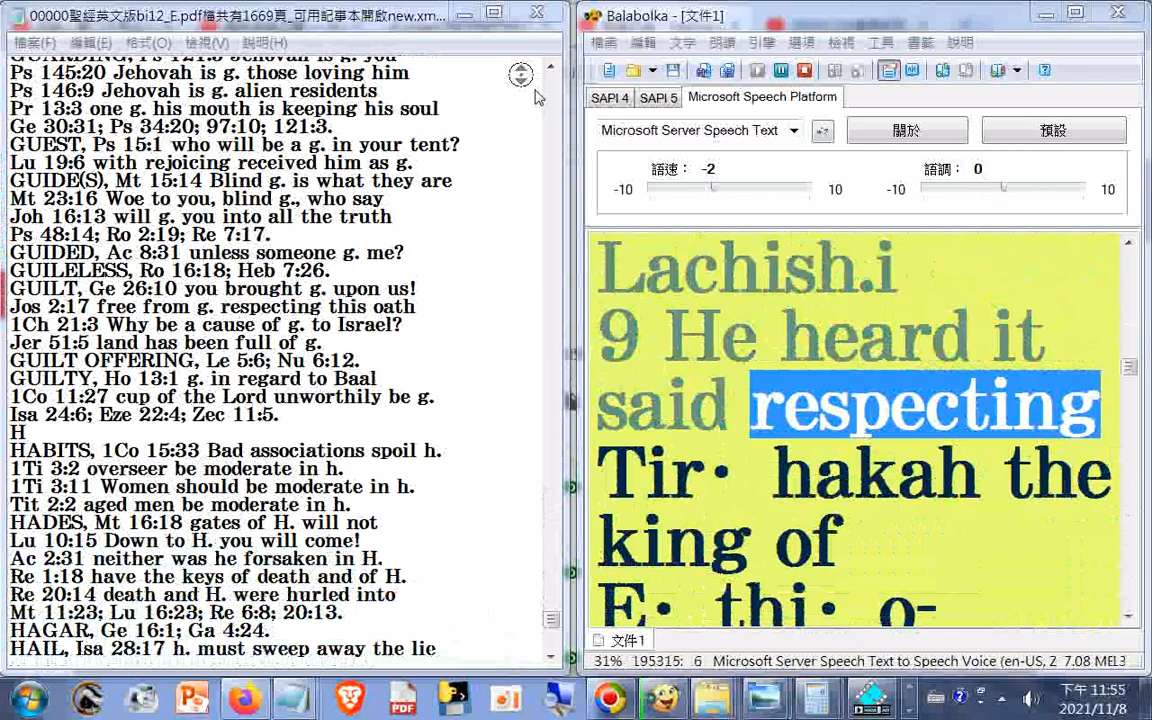 00000聖經英文版bi12_E.pdf檔共有1669頁_可用記事本開啟new.xm...
檔案(F) 編輯(E) 格式(O) 檢視(V) 說明(H)
GUARDING, Ps 121:3 Jehovah is g. you
Ps 145:20 Jehovah is g. those loving him
Ps 146:9 Jehovah is g. alien residents
Pr 13:3 one g. his mouth is keeping his soul
Ge 30:31; Ps 34:20; 97:10; 121:3.
GUEST, Ps 15:1 who will be a g. in your tent?
Lu 19:6 with rejoicing received him as g.
GUIDE(S), Mt 15:14 Blind g. is what they are
Mt 23:16 Woe to you, blind g., who say
Joh 16:13 will g. you into all the truth
Ps 48:14; Ro 2:19; Re 7:17.
GUIDED, Ac 8:31 unless someone g. me?
GUILELESS, Ro 16:18; Heb 7:26.
GUILT, Ge 26:10 you brought g. upon us!
Jos 2:17 free from g. respecting this oath
1Ch 21:3 Why be a cause of g. to Israel?
Jer 51:5 land has been full of g.
GUILT OFFERING, Le 5:6; Nu 6:12.
GUILTY, Ho 13:1 g. in regard to Baal
1Co 11:27 cup of the Lord unworthily be g.
Isa 24:6; Eze 22:4; Zec 11:5.
H
HABITS, 1Co 15:33 Bad associations spoil h.
1Ti 3:2 overseer be moderate in h.
1Ti 3:11 Women should be moderate in h.
Tit 2:2 aged men be moderate in h.
HADES, Mt 16:18 gates of H. will not
Lu 10:15 Down to H. you will come!
Ac 2:31 neither was he forsaken in H.
Re 1:18 have the keys of death and of H.
Re 20:14 death and H. were hurled into
Mt 11:23; Lu 16:23; Re 6:8; 20:13.
HAGAR, Ge 16:1; Ga 4:24.
HAIL, Isa 28:17 h. must sweep away the lie
Balabolka - [文件1]
檔案 編輯 文字 朗讀 引擎 選項 檢視 工具 書籤 說明
SAPI 4 SAPI 5 Microsoft Speech Platform
Microsoft Server Speech Text 關於 預設
語速： -2 語調： 0
-10 10 -10 10
Lachish.i
9 He heard it
said respecting
Tir· hakah the
king of
E· thi· o-
文件1
31% 195315: 6 Microsoft Server Speech Text to Speech Voice (en-US, Z 7.08 ME
PDF
下午 11:55
2021/11/8